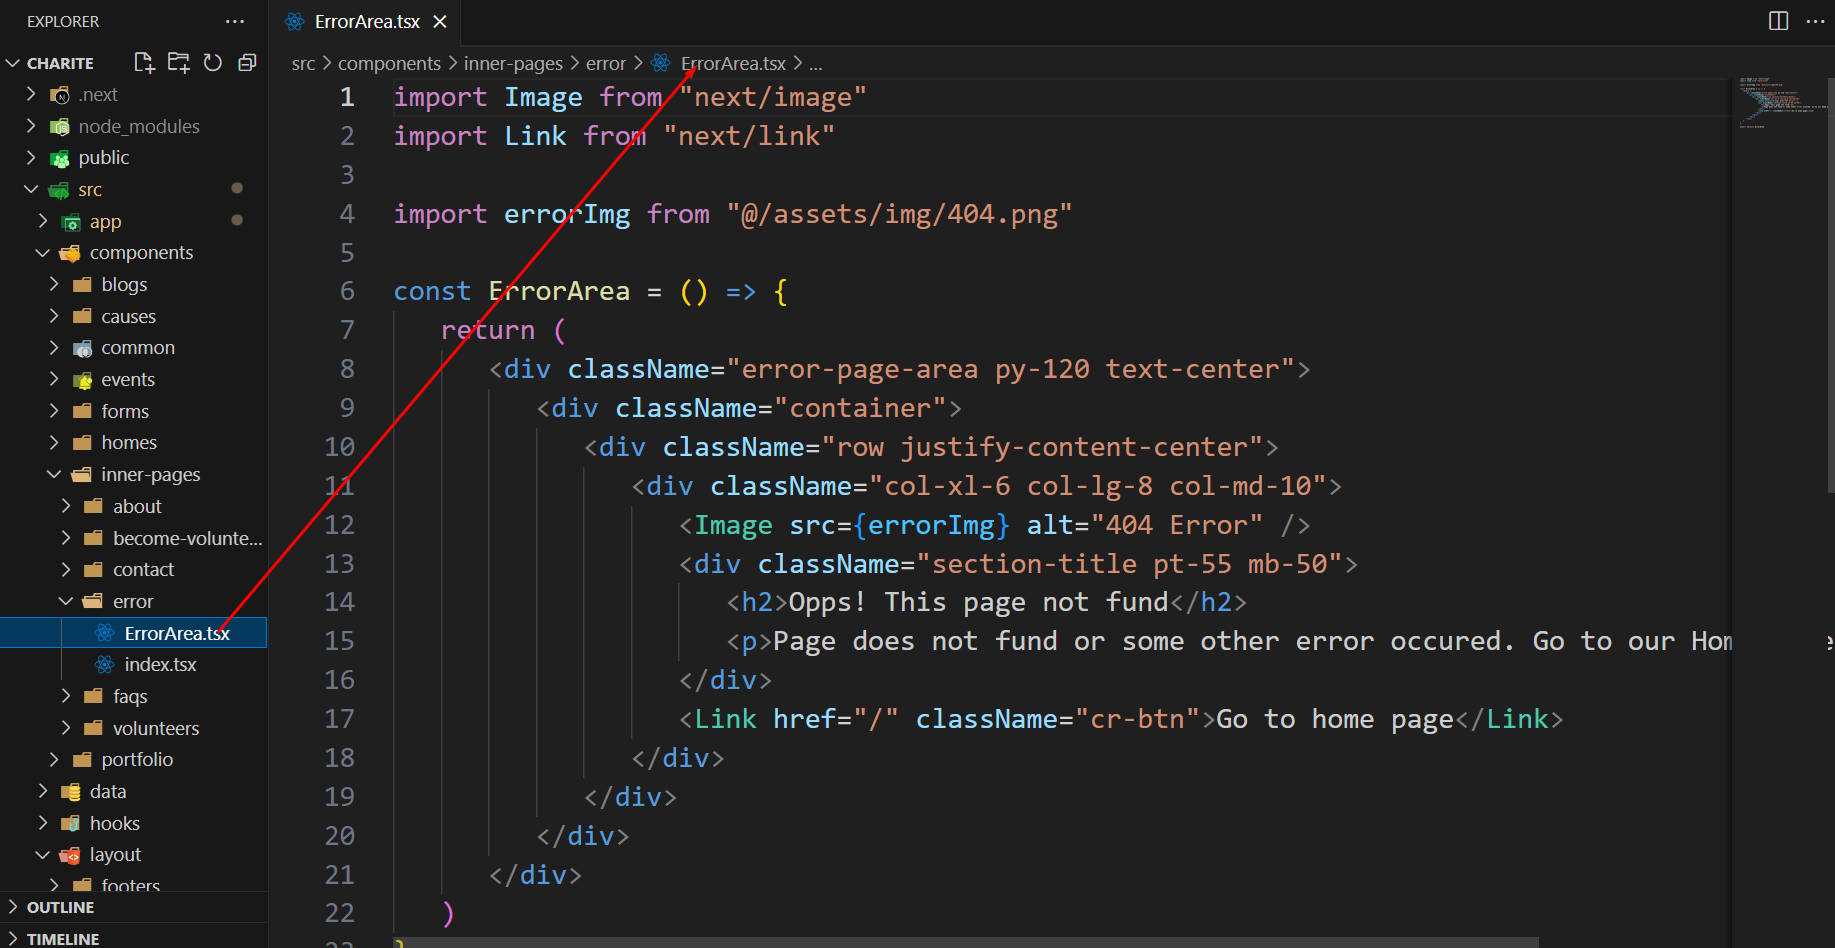 EXPLORER
ErrorArea.tsx
CHARITE
src > components > inner-pages > error > ErrorArea.tsx > ...
.next
node_modules
public
src
app
components
blogs
causes
common
events
forms
homes
inner-pages
about
become-volunte...
contact
error
ErrorArea.tsx
index.tsx
faqs
volunteers
portfolio
data
hooks
layout
footers
OUTLINE
TIMELINE
1 import Image from "next/image"
2 import Link from "next/link"
3
4 import errorImg from "@/assets/img/404.png"
5
6 const ErrorArea = () => {
7 return (
8 <div className="error-page-area py-120 text-center">
9 <div className="container">
10 <div className="row justify-content-center">
11 <div className="col-xl-6 col-lg-8 col-md-10">
12 <Image src={errorImg} alt="404 Error" />
13 <div className="section-title pt-55 mb-50">
14 <h2>Opps! This page not fund</h2>
15 <p>Page does not fund or some other error occured. Go to our Hom
16 </div>
17 <Link href="/" className="cr-btn">Go to home page</Link>
18 </div>
19 </div>
20 </div>
21 </div>
22 )
23 }